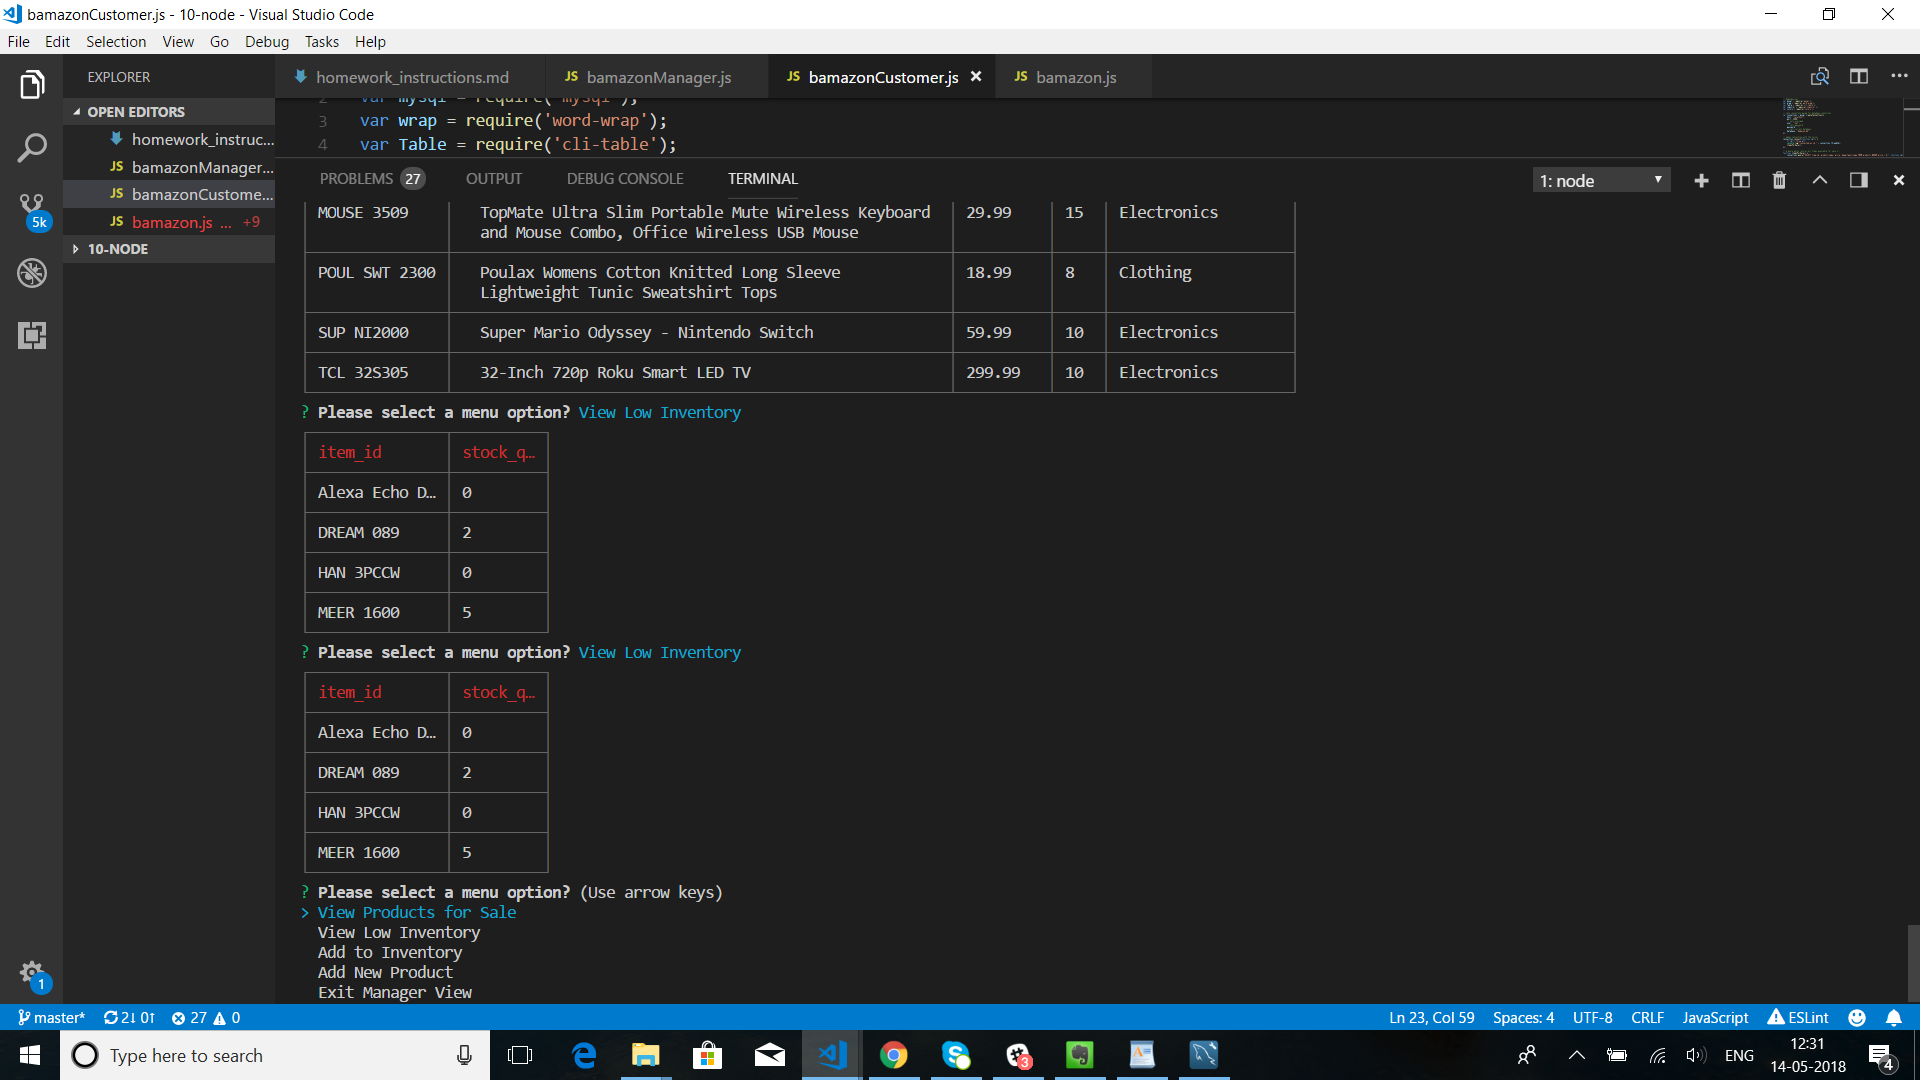 bamazonCustomer.js - 10-node - Visual Studio Code
File Edit Selection View Go Debug Tasks Help
EXPLORER
OPEN EDITORS
homework_instruc...
JS bamazonManager...
JS bamazonCustome...
JS bamazon.js ... +9
10-NODE
5k
1
homework_instructions.md
JS bamazonManager.js
JS bamazonCustomer.js
JS bamazon.js
2 var mysql = require('mysql');
3 var wrap = require('word-wrap');
4 var Table = require('cli-table');
PROBLEMS 27 OUTPUT DEBUG CONSOLE TERMINAL 1: node
MOUSE 3509 TopMate Ultra Slim Portable Mute Wireless Keyboard 29.99 15 Electronics
and Mouse Combo, Office Wireless USB Mouse
POUL SWT 2300 Poulax Womens Cotton Knitted Long Sleeve 18.99 8 Clothing
Lightweight Tunic Sweatshirt Tops
SUP NI2000 Super Mario Odyssey - Nintendo Switch 59.99 10 Electronics
TCL 32S305 32-Inch 720p Roku Smart LED TV 299.99 10 Electronics
? Please select a menu option? View Low Inventory
item_id stock_q…
Alexa Echo D… 0
DREAM 089 2
HAN 3PCCW 0
MEER 1600 5
? Please select a menu option? View Low Inventory
item_id stock_q…
Alexa Echo D… 0
DREAM 089 2
HAN 3PCCW 0
MEER 1600 5
? Please select a menu option? (Use arrow keys)
> View Products for Sale
View Low Inventory
Add to Inventory
Add New Product
Exit Manager View
master* 2↓ 0↑ 27 0 Ln 23, Col 59 Spaces: 4 UTF-8 CRLF JavaScript ESLint
Type here to search
3
ENG
12:31
14-05-2018
4